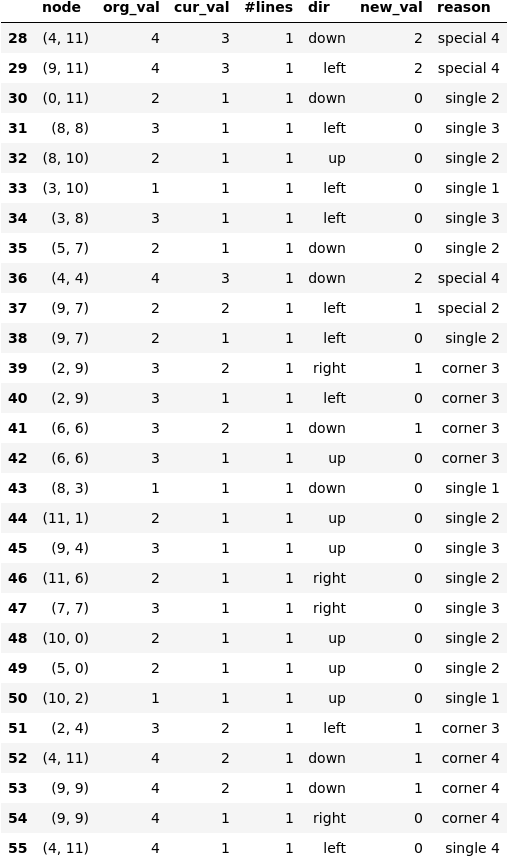 node org_val cur_val #lines dir new_val reason
28 (4, 11) 4 3 1 down 2 special 4
29 (9, 11) 4 3 1 left 2 special 4
30 (0, 11) 2 1 1 down 0 single 2
31 (8, 8) 3 1 1 left 0 single 3
32 (8, 10) 2 1 1 up 0 single 2
33 (3, 10) 1 1 1 left 0 single 1
34 (3, 8) 3 1 1 left 0 single 3
35 (5, 7) 2 1 1 down 0 single 2
36 (4, 4) 4 3 1 down 2 special 4
37 (9, 7) 2 2 1 left 1 special 2
38 (9, 7) 2 1 1 left 0 single 2
39 (2, 9) 3 2 1 right 1 corner 3
40 (2, 9) 3 1 1 left 0 corner 3
41 (6, 6) 3 2 1 down 1 corner 3
42 (6, 6) 3 1 1 up 0 corner 3
43 (8, 3) 1 1 1 down 0 single 1
44 (11, 1) 2 1 1 up 0 single 2
45 (9, 4) 3 1 1 up 0 single 3
46 (11, 6) 2 1 1 right 0 single 2
47 (7, 7) 3 1 1 right 0 single 3
48 (10, 0) 2 1 1 up 0 single 2
49 (5, 0) 2 1 1 up 0 single 2
50 (10, 2) 1 1 1 up 0 single 1
51 (2, 4) 3 2 1 left 1 corner 3
52 (4, 11) 4 2 1 down 1 corner 4
53 (9, 9) 4 2 1 down 1 corner 4
54 (9, 9) 4 1 1 right 0 corner 4
55 (4, 11) 4 1 1 left 0 single 4